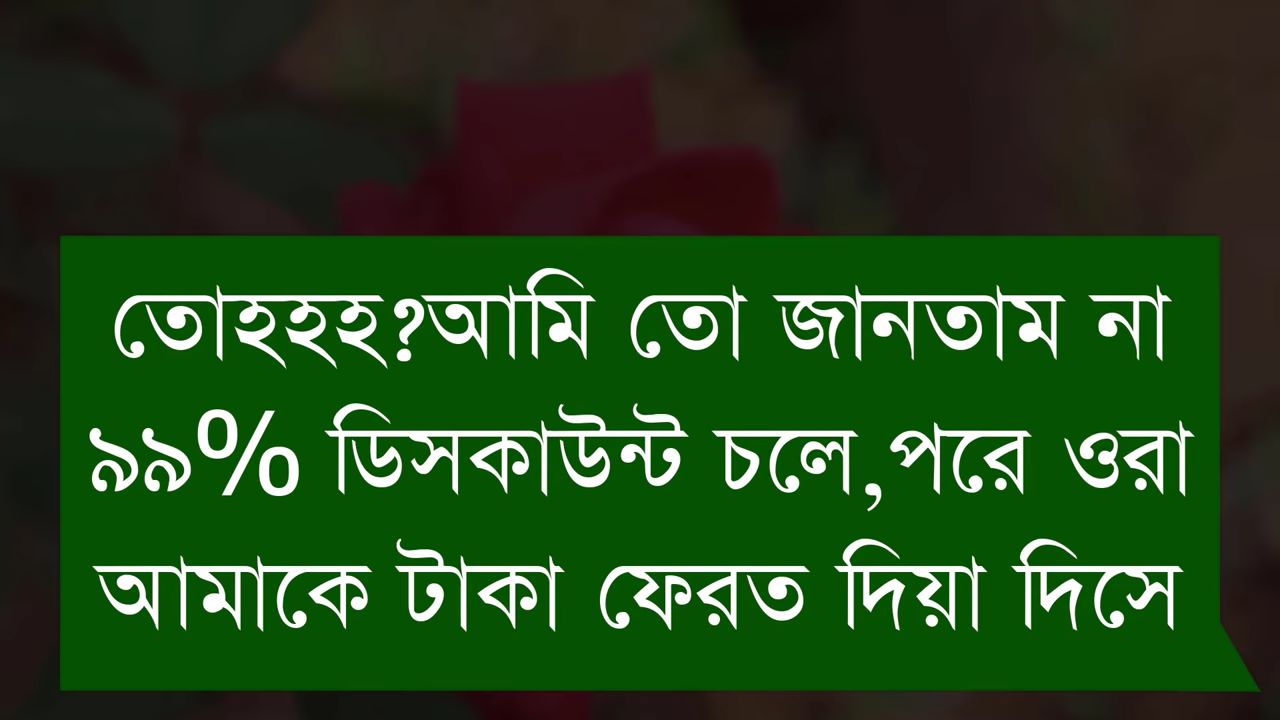 তোহহহ?আমি তো জানতাম না
৯৯% ডিসকাউন্ট চলে,পরে ওরা
আমাকে টাকা ফেরত দিয়া দিসে